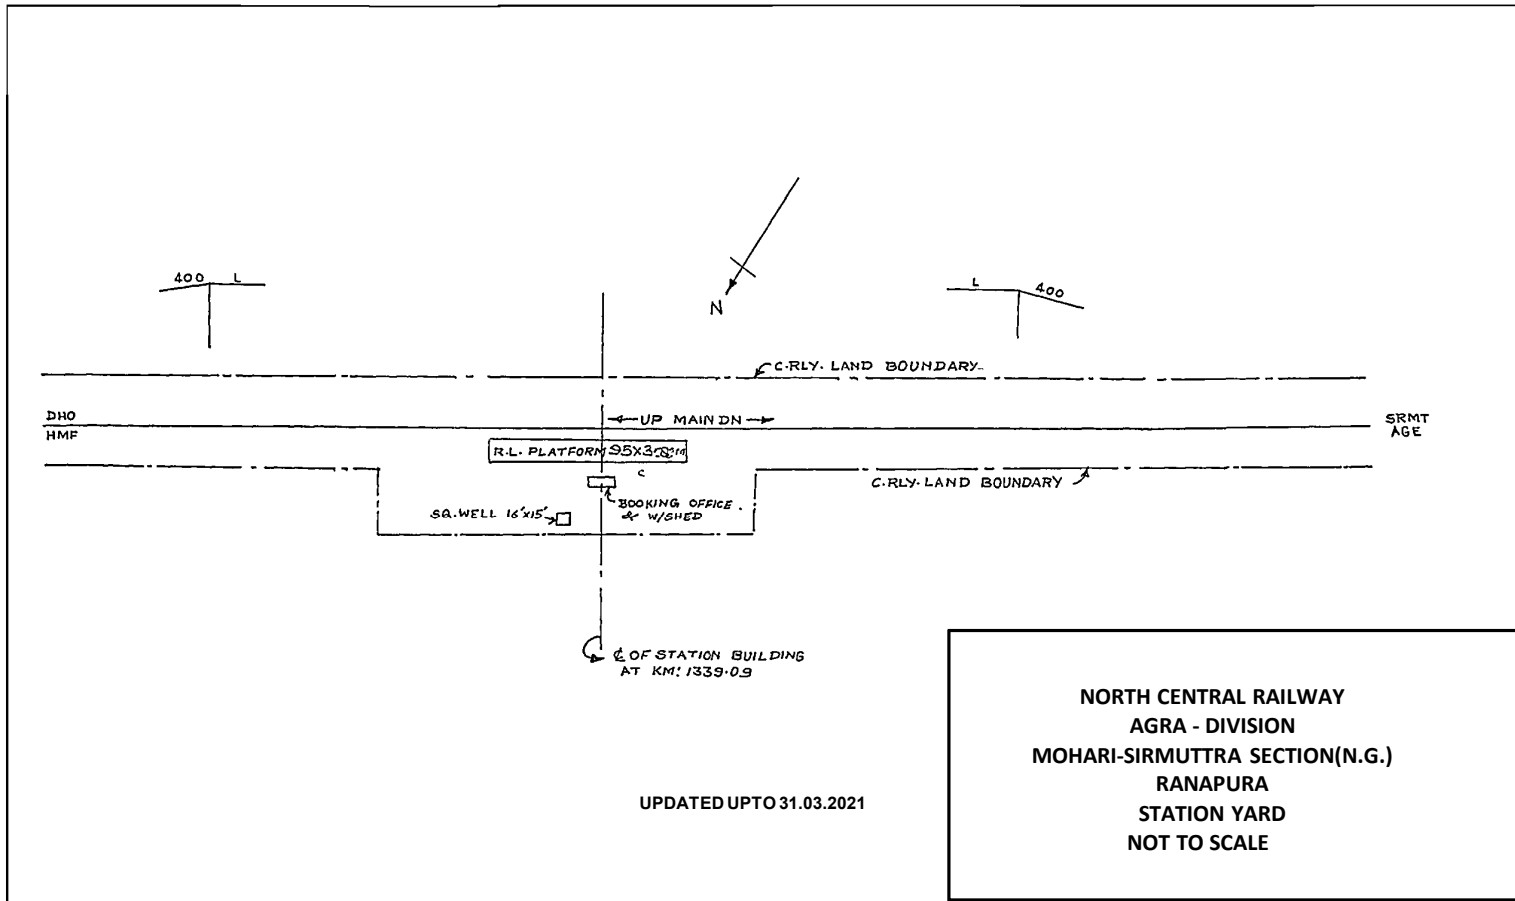 400 L
L 400
N
C.RLY. LAND BOUNDARY
DHO
HMF
UP MAIN DN
SRMT
AGE
R.L. PLATFORM 95X3
C
C.RLY. LAND BOUNDARY
BOOKING OFFICE
& W/SHED
SQ.WELL 16'X15'
℄ OF STATION BUILDING
AT KM: 1339.09
NORTH CENTRAL RAILWAY
AGRA - DIVISION
MOHARI-SIRMUTTRA SECTION(N.G.)
RANAPURA
STATION YARD
NOT TO SCALE
UPDATED UPTO 31.03.2021